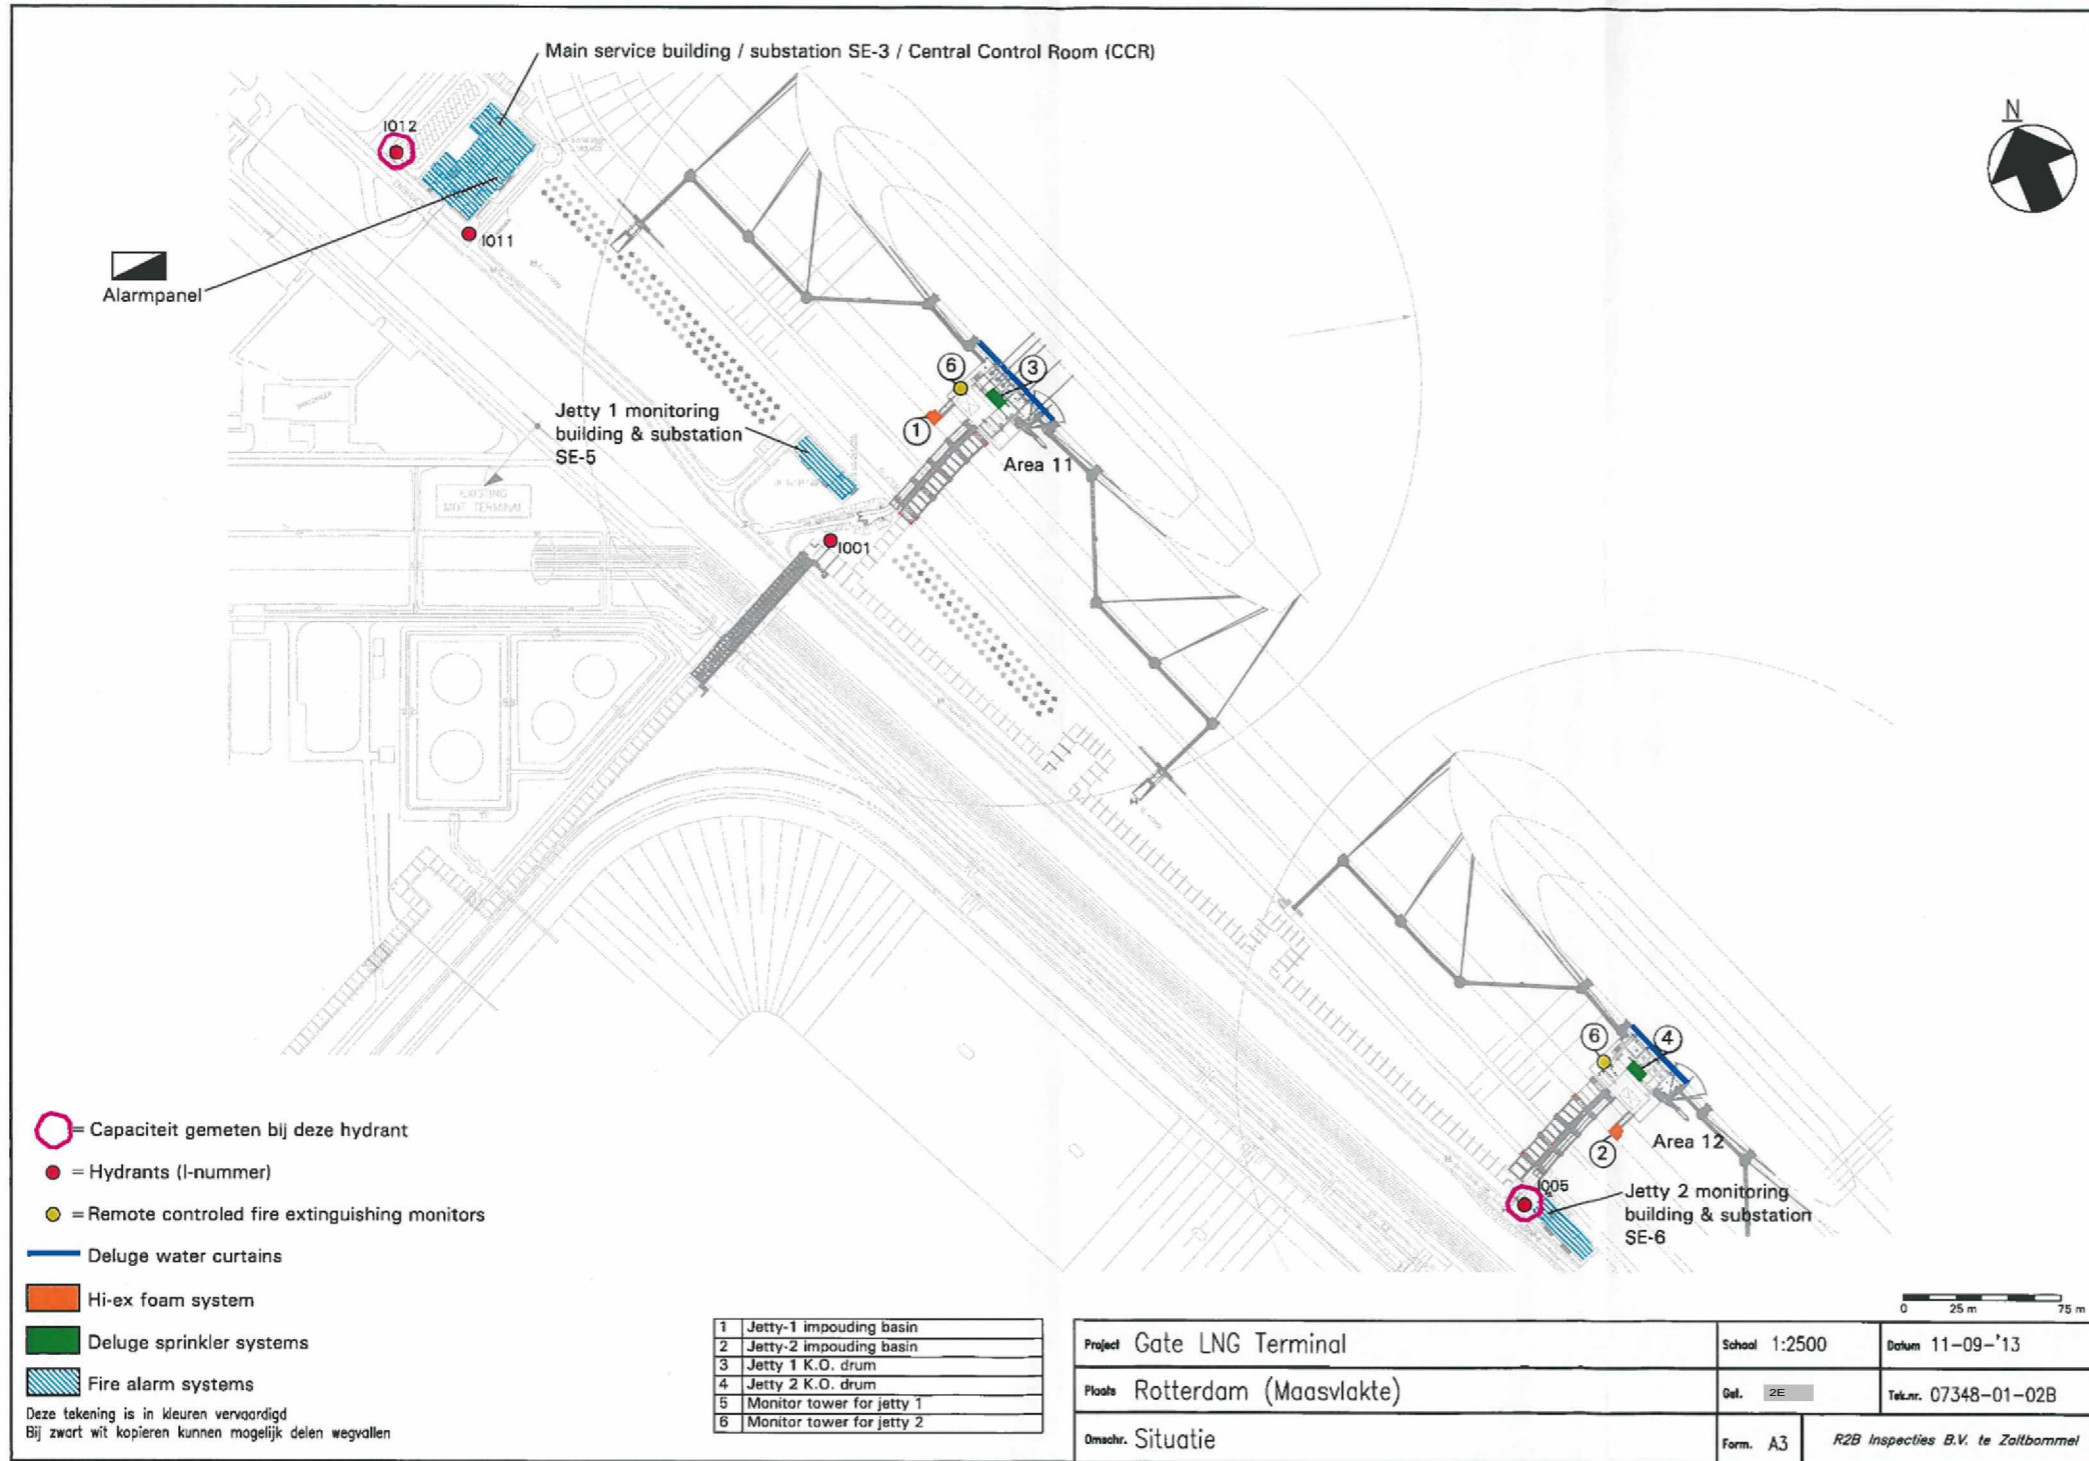 Main service building / substation SE-3 / Central Control Room (CCR)
N
I012
I011
Alarmpanel
6
3
1
Jetty 1 monitoring
building & substation
SE-5
Area 11
EXISTING
MOT TERMINAL
I001
6
4
2
Area 12
I005
Jetty 2 monitoring
building & substation
SE-6
= Capaciteit gemeten bij deze hydrant
= Hydrants (I-nummer)
= Remote controled fire extinguishing monitors
Deluge water curtains
Hi-ex foam system
Deluge sprinkler systems
Fire alarm systems
Deze tekening is in kleuren vervaardigd
Bij zwart wit kopieren kunnen mogelijk delen wegvallen
1 Jetty-1 impouding basin
2 Jetty-2 impouding basin
3 Jetty 1 K.O. drum
4 Jetty 2 K.O. drum
5 Monitor tower for jetty 1
6 Monitor tower for jetty 2
0 25 m 75 m
Project Gate LNG Terminal
Schaal 1:2500
Datum 11-09-'13
Plaats Rotterdam (Maasvlakte)
Get. 2E
Tek.nr. 07348-01-02B
Omschr. Situatie
Form. A3
R2B Inspecties B.V. te Zaltbommel